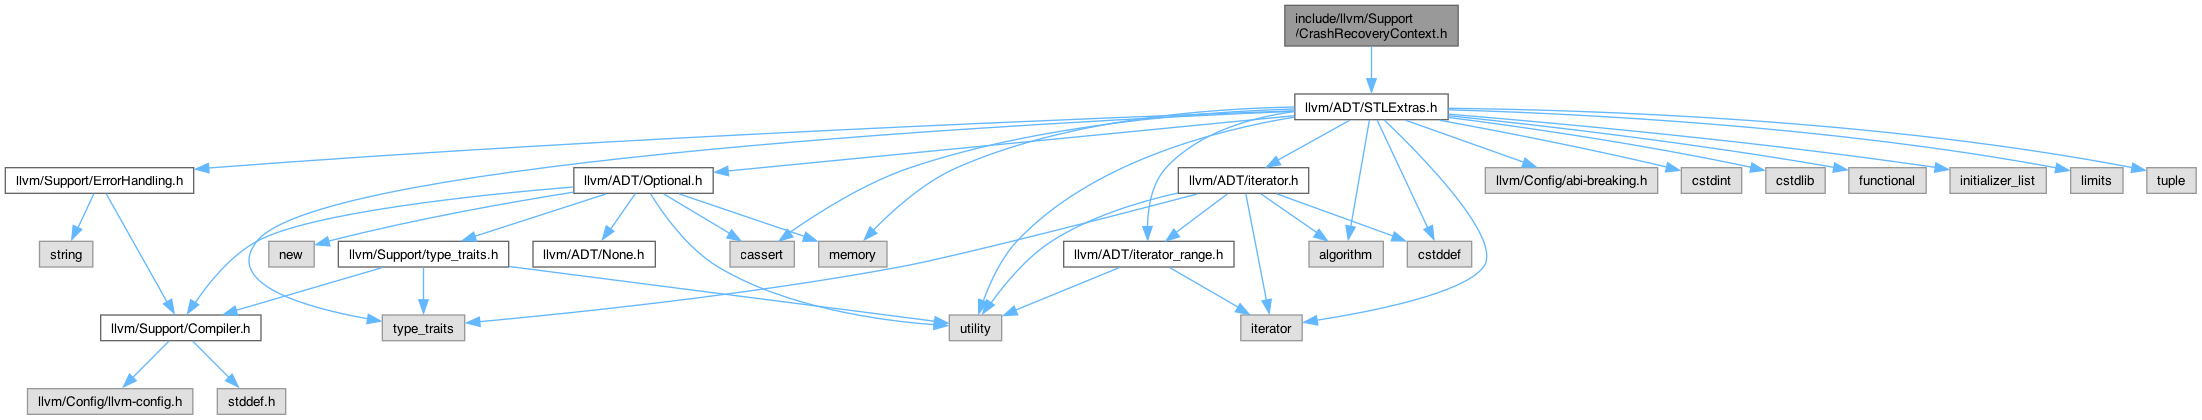 include/llvm/Support
/CrashRecoveryContext.h
llvm/ADT/STLExtras.h
llvm/Support/ErrorHandling.h
llvm/ADT/Optional.h
llvm/ADT/iterator.h
llvm/Config/abi-breaking.h
cstdint
cstdlib
functional
initializer_list
limits
tuple
string
new
llvm/Support/type_traits.h
llvm/ADT/None.h
cassert
memory
llvm/ADT/iterator_range.h
algorithm
cstddef
llvm/Support/Compiler.h
type_traits
utility
iterator
llvm/Config/llvm-config.h
stddef.h